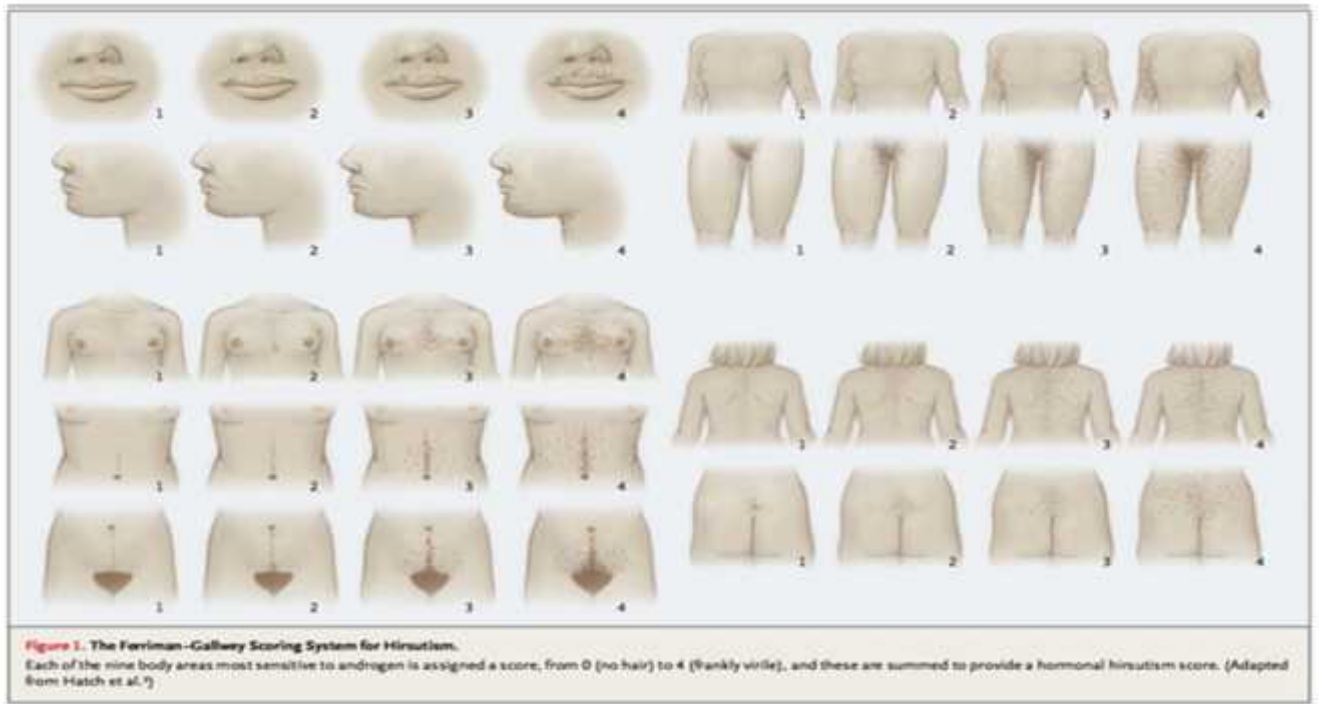 1 2 3 4
1 2 3 4
1 2 3 4
1 2 3 4
1 2 3 4
1 2 3 4
1 2 3 4
1 2 3 4
1 2 3 4
Figure 1. The Ferriman–Gallwey Scoring System for Hirsutism.
Each of the nine body areas most sensitive to androgen is assigned a score, from 0 (no hair) to 4 (frankly virile), and these are summed to provide a hormonal hirsutism score. (Adapted
from Hatch et al.⁹)